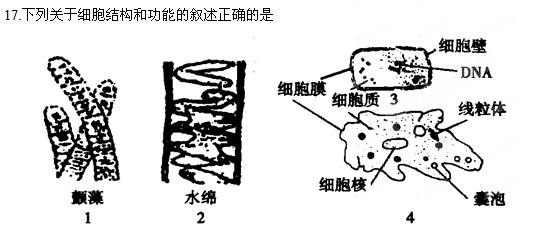 17.下列关于细胞结构和功能的叙述正确的是
细胞壁
DNA
细胞膜
细胞质
3
线粒体
细胞核
囊泡
颤藻
水绵
1
2
4